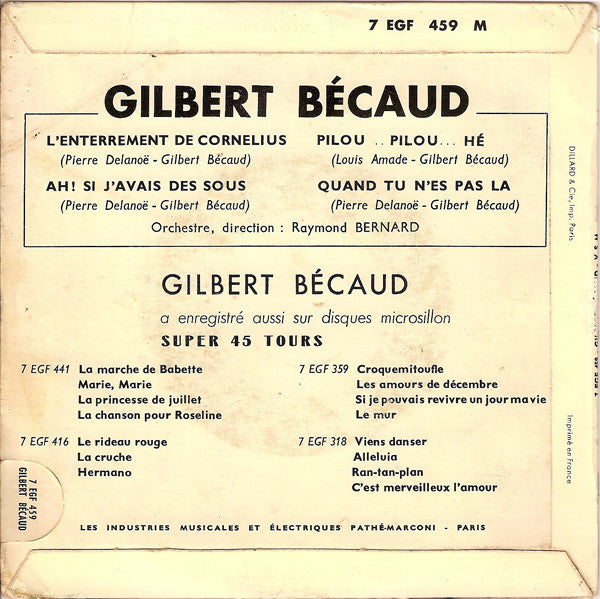 7 EGF 459 M
GILBERT BÉCAUD
L'ENTERREMENT DE CORNELIUS
(Pierre Delanoë - Gilbert Bécaud)
AH! SI J'AVAIS DES SOUS
(Pierre Delanoë - Gilbert Bécaud)
PILOU .. PILOU... HÉ
(Louis Amade - Gilbert Bécaud)
QUAND TU N'ES PAS LA
(Pierre Delanoë - Gilbert Bécaud)
Orchestre, direction : Raymond BERNARD
GILBERT BÉCAUD
a enregistré aussi sur disques microsillon
SUPER 45 TOURS
7 EGF 441 La marche de Babette
Marie, Marie
La princesse de juillet
La chanson pour Roseline
7 EGF 416 Le rideau rouge
La cruche
Hermano
7 EGF 359 Croquemitoufle
Les amours de décembre
Si je pouvais revivre un jour ma vie
Le mur
7 EGF 318 Viens danser
Alleluia
Ran-tan-plan
C'est merveilleux l'amour
LES INDUSTRIES MUSICALES ET ÉLECTRIQUES PATHÉ-MARCONI - PARIS
7 EGF 459
GILBERT BÉCAUD
DILLARD & Cie, Imp. Paris
Imprimé en France